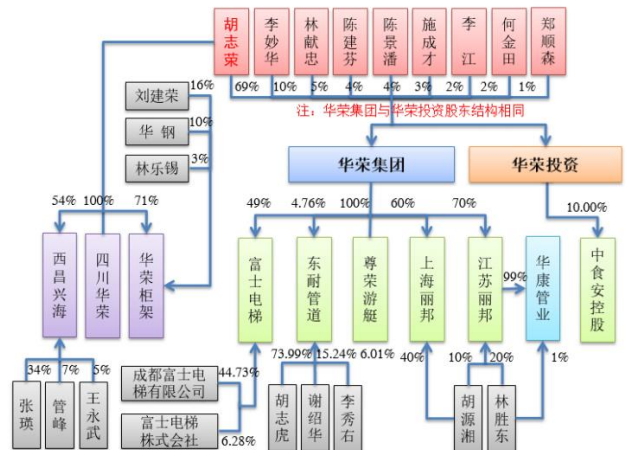 胡志荣
李妙华
林献忠
陈建芬
陈景潘
施成才
李江
何金田
郑顺森
69%
10%
5%
4%
4%
3%
2%
2%
1%
注：华荣集团与华荣投资股东结构相同
刘建荣
16%
华钢
10%
林乐锡
3%
华荣集团
华荣投资
54%
100%
71%
49%
4.76%
100%
60%
70%
10.00%
西昌兴海
四川华荣
华荣柜架
富士电梯
东耐管道
尊荣游艇
上海丽邦
江苏丽邦
99%
华康管业
中食安控股
34%
7%
5%
张瑛
管峰
王永武
成都富士电
梯有限公司
44.73%
富士电梯
株式会社
6.28%
73.99%
15.24%
6.01%
胡志虎
谢绍华
李秀右
40%
10%
20%
1%
胡源湘
林胜东